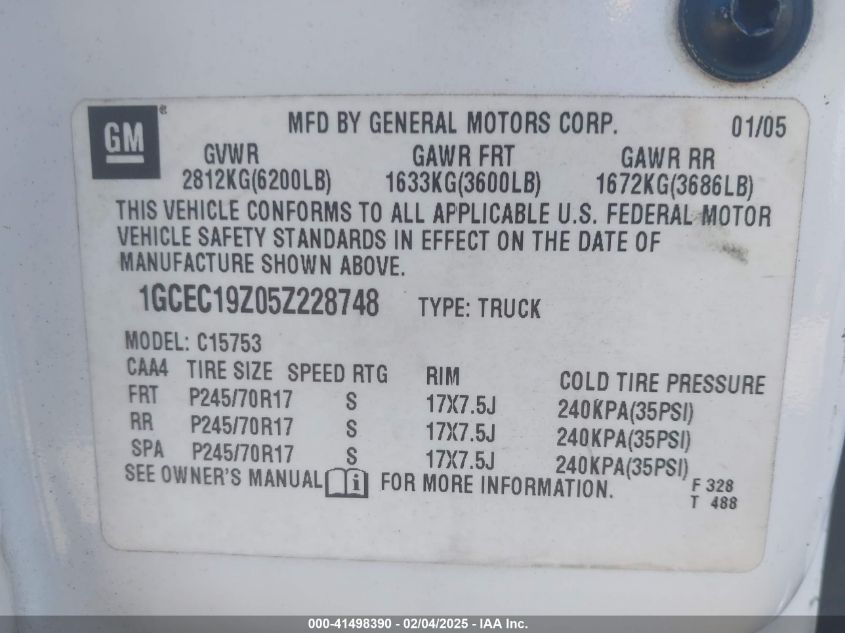 GM ®
MFD BY GENERAL MOTORS CORP. 01/05
GVWR GAWR FRT GAWR RR
2812KG(6200LB) 1633KG(3600LB) 1672KG(3686LB)
THIS VEHICLE CONFORMS TO ALL APPLICABLE U.S. FEDERAL MOTOR
VEHICLE SAFETY STANDARDS IN EFFECT ON THE DATE OF
MANUFACTURE SHOWN ABOVE.
1GCEC19Z05Z228748 TYPE: TRUCK
MODEL: C15753
CAA4 TIRE SIZE SPEED RTG RIM COLD TIRE PRESSURE
FRT P245/70R17 S 17X7.5J 240KPA(35PSI)
RR P245/70R17 S 17X7.5J 240KPA(35PSI)
SPA P245/70R17 S 17X7.5J 240KPA(35PSI)
SEE OWNER'S MANUAL i FOR MORE INFORMATION.
F 328
T 488
000-41498390 - 02/04/2025 - IAA Inc.